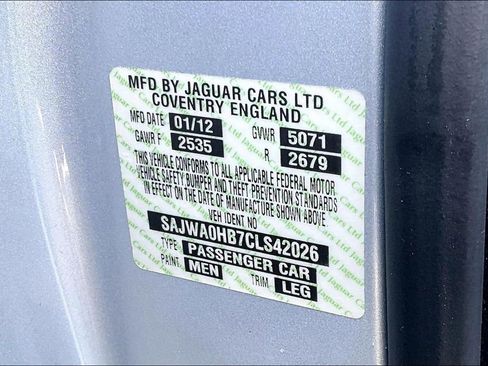 MFD BY JAGUAR CARS LTD
COVENTRY ENGLAND
MFD DATE 01/12 GVWR 5071
GAWR F 2535 R 2679
THIS VEHICLE CONFORMS TO ALL APPLICABLE FEDERAL MOTOR
VEHICLE SAFETY BUMPER AND THEFT PREVENTION STANDARDS
IN EFFECT ON THE DATE OF MANUFACTURE SHOWN ABOVE
VEH IDENT NO
SAJWA0HB7CLS42026
TYPE: PASSENGER CAR
PAINT: MEN TRIM: LEG